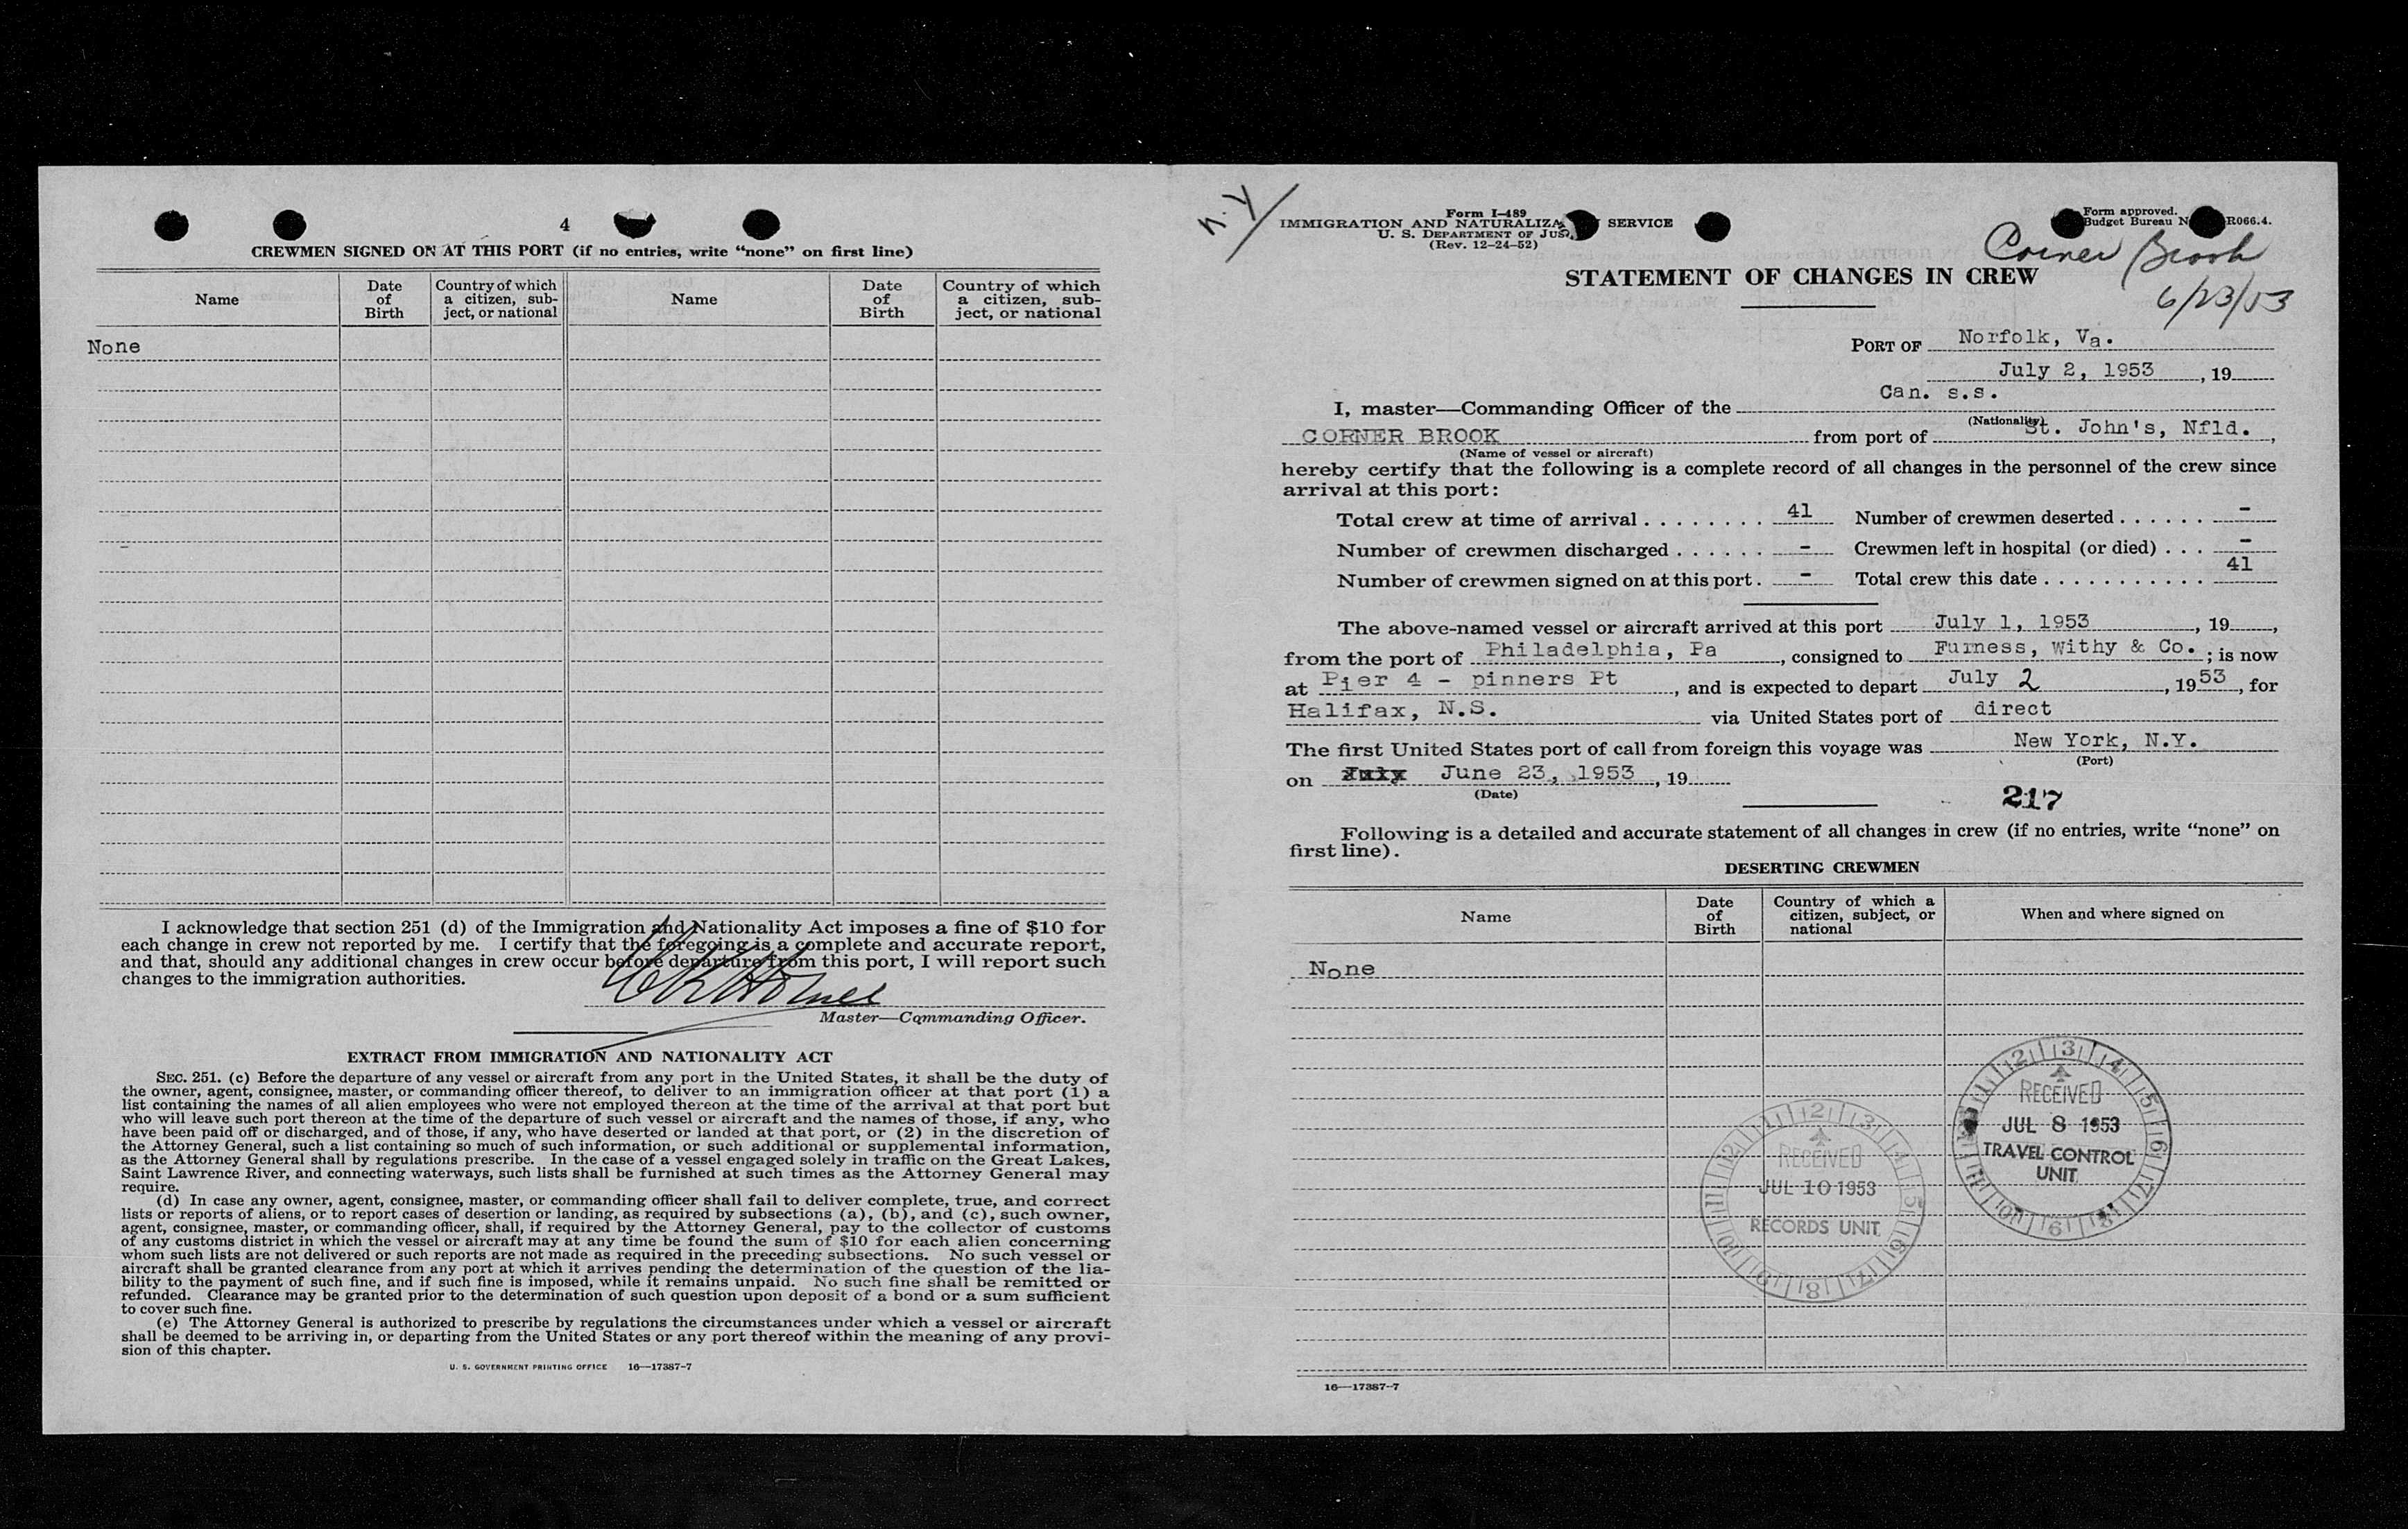 4
CREWMEN SIGNED ON AT THIS PORT (if no entries, write “none” on first line)
Name
Date of Birth
Country of which a citizen, sub-
ject, or national
Name
Date of Birth
Country of which a citizen, sub-
ject, or national
None
I acknowledge that section 251 (d) of the Immigration and Nationality Act imposes a fine of $10 for
each change in crew not reported by me. I certify that the foregoing is a complete and accurate report,
and that, should any additional changes in crew occur before departure from this port, I will report such
changes to the immigration authorities.
Master—Commanding Officer.
EXTRACT FROM IMMIGRATION AND NATIONALITY ACT
SEC. 251. (c) Before the departure of any vessel or aircraft from any port in the United States, it shall be the duty of
the owner, agent, consignee, master, or commanding officer thereof, to deliver to an immigration officer at that port (1) a
list containing the names of all alien employees who were not employed thereon at the time of the arrival at that port but
who will leave such port thereon at the time of the departure of such vessel or aircraft and the names of those, if any, who
have been paid off or discharged, and of those, if any, who have deserted or landed at that port, or (2) in the discretion of
the Attorney General, such a list containing so much of such information, or such additional or supplemental information,
as the Attorney General shall by regulations prescribe. In the case of a vessel engaged solely in traffic on the Great Lakes,
Saint Lawrence River, and connecting waterways, such lists shall be furnished at such times as the Attorney General may
require.
(d) In case any owner, agent, consignee, master, or commanding officer shall fail to deliver complete, true, and correct
lists or reports of aliens, or to report cases of desertion or landing, as required by subsections (a), (b), and (c), such owner,
agent, consignee, master, or commanding officer, shall, if required by the Attorney General, pay to the collector of customs
of any customs district in which the vessel or aircraft may at any time be found the sum of $10 for each alien concerning
whom such lists are not delivered or such reports are not made as required in the preceding subsections. No such vessel or
aircraft shall be granted clearance from any port at which it arrives pending the determination of the question of the lia-
bility to the payment of such fine, and if such fine is imposed, while it remains unpaid. No such fine shall be remitted or
refunded. Clearance may be granted prior to the determination of such question upon deposit of a bond or a sum sufficient
to cover such fine.
(e) The Attorney General is authorized to prescribe by regulations the circumstances under which a vessel or aircraft
shall be deemed to be arriving in, or departing from the United States or any port thereof within the meaning of any provi-
sion of this chapter.
U. S. GOVERNMENT PRINTING OFFICE 16—17387-7
n.y/
Form I-489
IMMIGRATION AND NATURALIZA SERVICE
U. S. DEPARTMENT OF JUS
(Rev. 12-24-52)
Form approved.
Budget Bureau N R066.4.
Corner Brook
6/23/53
STATEMENT OF CHANGES IN CREW
PORT OF Norfolk, Va.
July 2, 1953, 19
I, master—Commanding Officer of the Can. s.s.
(Nationality)
CORNER BROOK from port of St. John's, Nfld.,
(Name of vessel or aircraft)
hereby certify that the following is a complete record of all changes in the personnel of the crew since
arrival at this port:
Total crew at time of arrival 41 Number of crewmen deserted -
Number of crewmen discharged - Crewmen left in hospital (or died) -
Number of crewmen signed on at this port - Total crew this date 41
The above-named vessel or aircraft arrived at this port July 1, 1953, 19,
from the port of Philadelphia, Pa, consigned to Furness, Withy & Co.; is now
at Pier 4 - pinners Pt, and is expected to depart July 2, 1953, for
Halifax, N.S. via United States port of direct
The first United States port of call from foreign this voyage was New York, N.Y.
(Port)
on July June 23, 1953, 19
(Date)
217
Following is a detailed and accurate statement of all changes in crew (if no entries, write “none” on
first line).
DESERTING CREWMEN
Name
Date of Birth
Country of which a citizen, subject, or national
When and where signed on
None
RECEIVED
JUL 8 1953
TRAVEL CONTROL
UNIT
RECEIVED
JUL 10 1953
RECORDS UNIT
16—17387-7